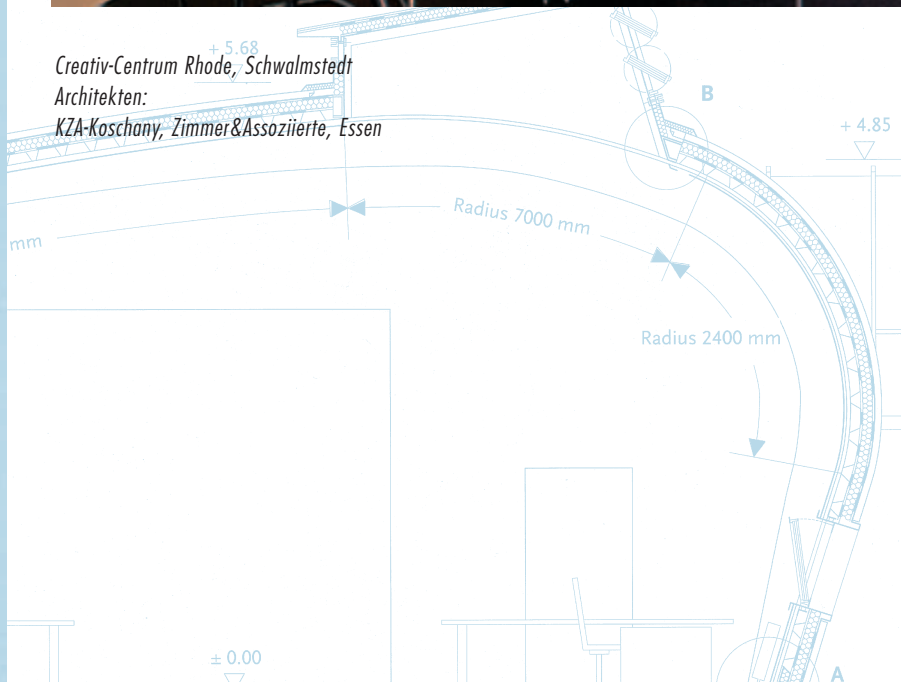 Creativ-Centrum Rhode, Schwalmstedt
Architekten:
KZA-Koschany, Zimmer&Assoziierte, Essen
+ 5.68
B
+ 4.85
Radius 7000 mm
mm
Radius 2400 mm
± 0.00
A